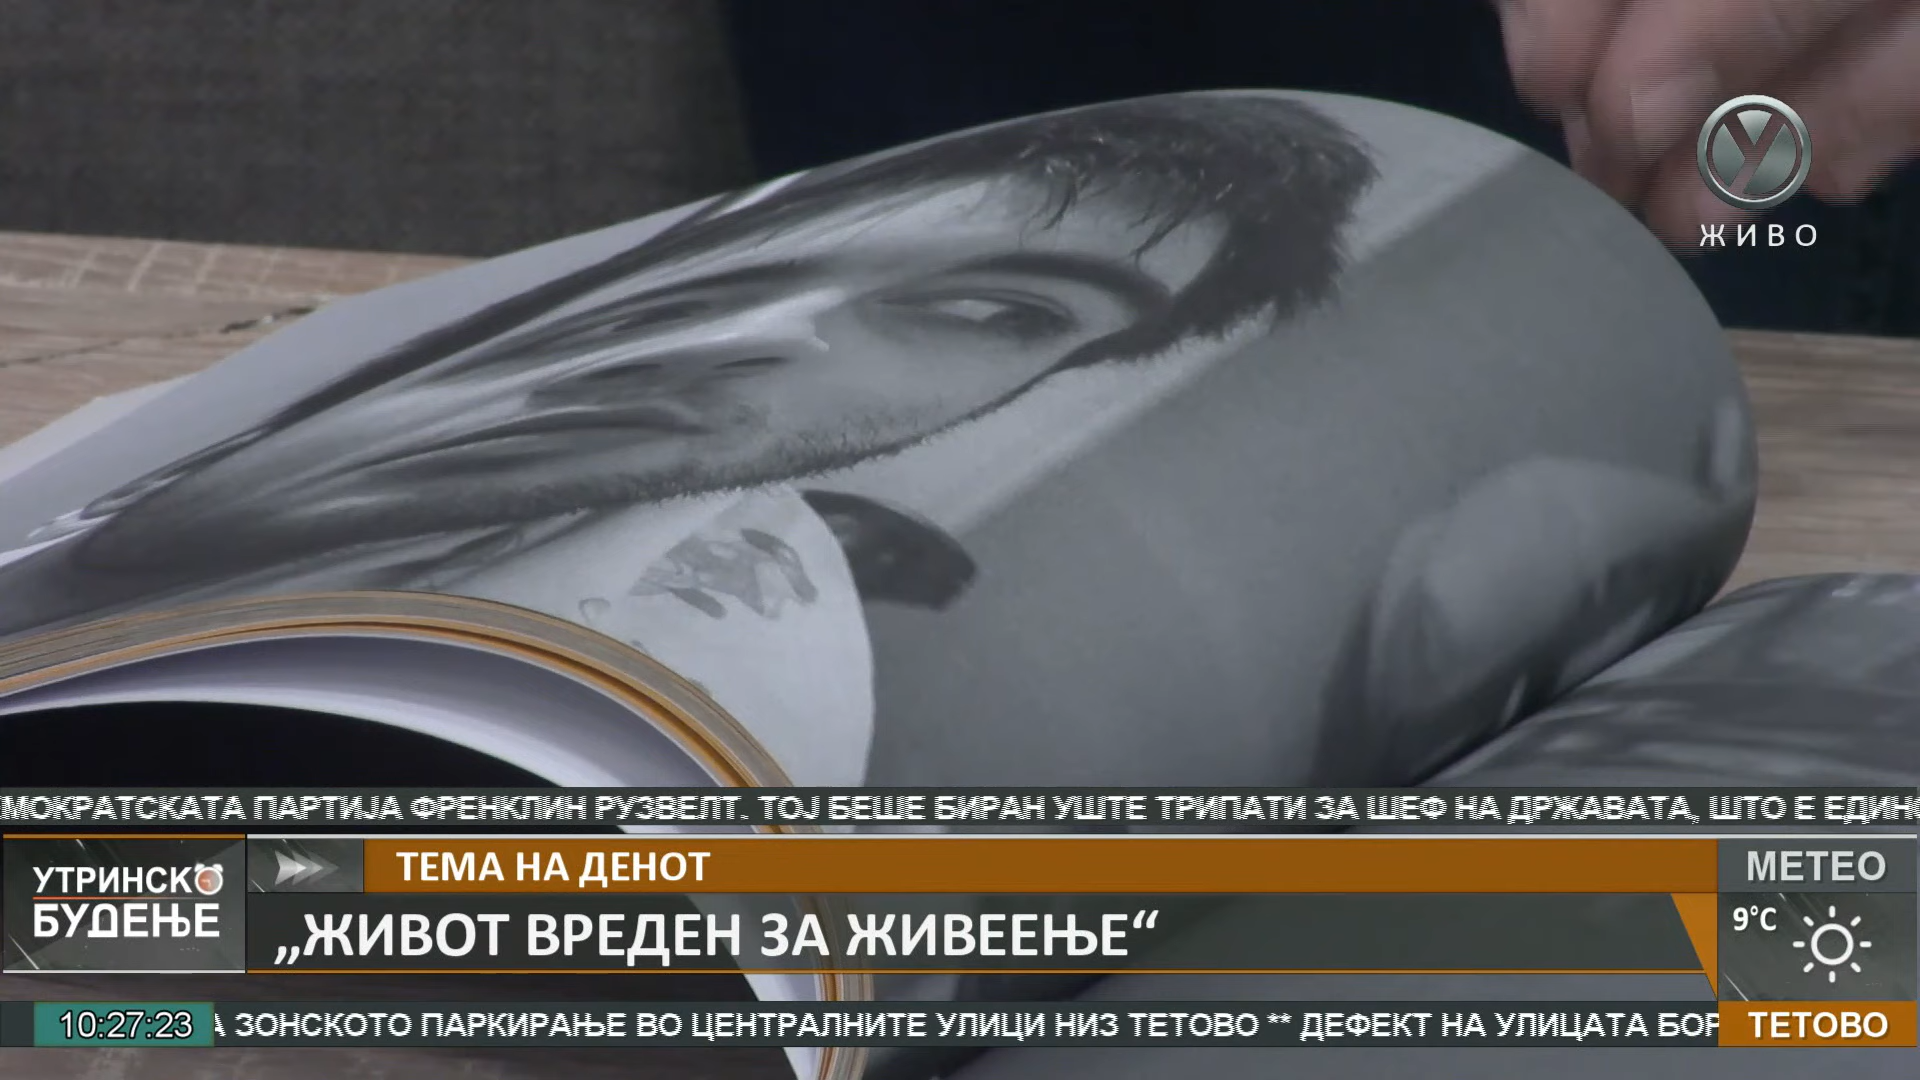 У
ЖИВО
МОКРАТСКАТА ПАРТИЈА ФРЕНКЛИН РУЗВЕЛТ. ТОЈ БЕШЕ БИРАН УШТЕ ТРИПАТИ ЗА ШЕФ НА ДРЖАВАТА, ШТО Е
УТРИНСКО
БУДЕЊЕ
ТЕМА НА ДЕНОТ
„ЖИВОТ ВРЕДЕН ЗА ЖИВЕЕЊЕ“
МЕТЕО
9°C
10:27:23
А ЗОНСКОТО ПАРКИРАЊЕ ВО ЦЕНТРАЛНИТЕ УЛИЦИ НИЗ ТЕТОВО ** ДЕФЕКТ НА УЛИЦАТА БОР
ТЕТОВО